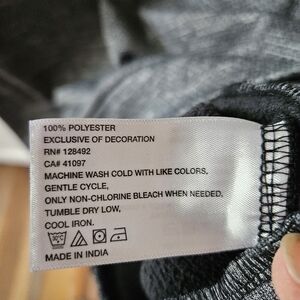 100% POLYESTER
EXCLUSIVE OF DECORATION
RN# 128492
CA# 41097
MACHINE WASH COLD WITH LIKE COLORS,
GENTLE CYCLE,
ONLY NON-CHLORINE BLEACH WHEN NEEDED,
TUMBLE DRY LOW,
COOL IRON.
MADE IN INDIA